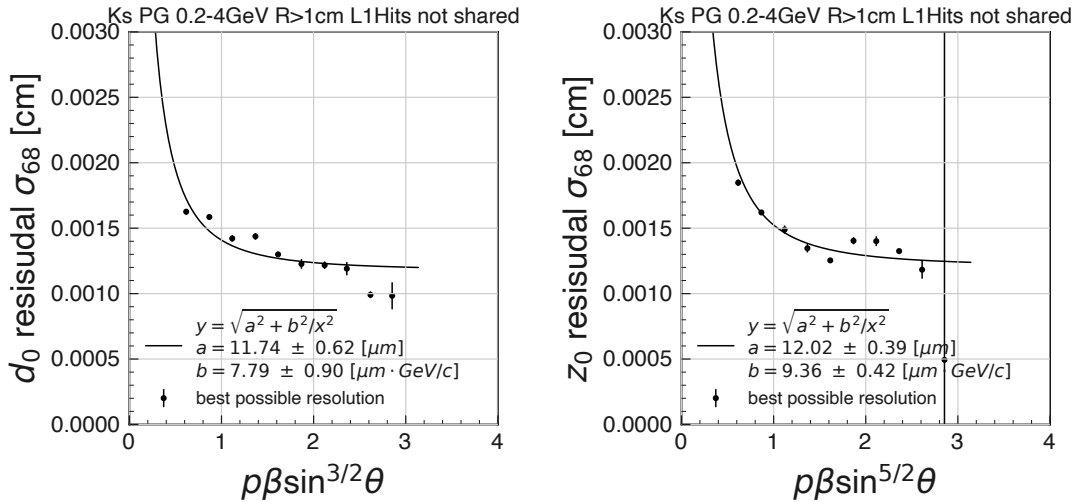 Ks PG 0.2-4GeV R>1cm L1Hits not shared
0.0030
0.0025
0.0020
0.0015
0.0010
0.0005
0.0000
d₀ resisudal σ₆₈ [cm]
y = √(a² + b²/x²)
a = 11.74 ± 0.62 [μm]
b = 7.79 ± 0.90 [μm · GeV/c]
best possible resolution
0 1 2 3 4
pβsin³ᐟ²θ
Ks PG 0.2-4GeV R>1cm L1Hits not shared
0.0030
0.0025
0.0020
0.0015
0.0010
0.0005
0.0000
z₀ resisudal σ₆₈ [cm]
y = √(a² + b²/x²)
a = 12.02 ± 0.39 [μm]
b = 9.36 ± 0.42 [μm · GeV/c]
best possible resolution
0 1 2 3 4
pβsin⁵ᐟ²θ